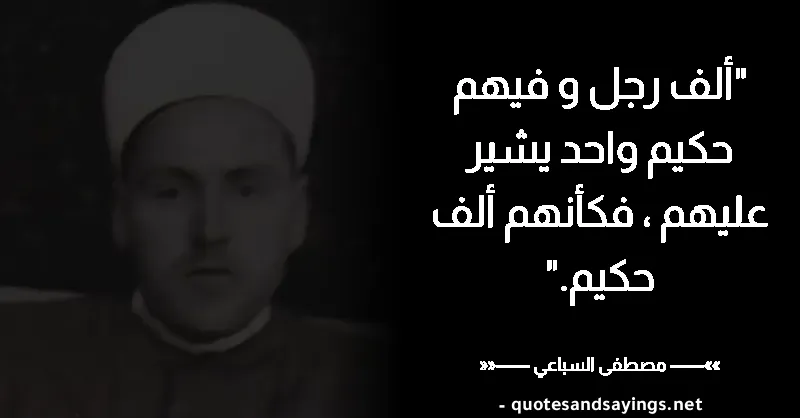 "ألف رجل و فيهم
حكيم واحد يشير
عليهم ، فكأنهم ألف
حكيم."
»»—— مصطفى السباعي ——««
- quotesandsayings.net